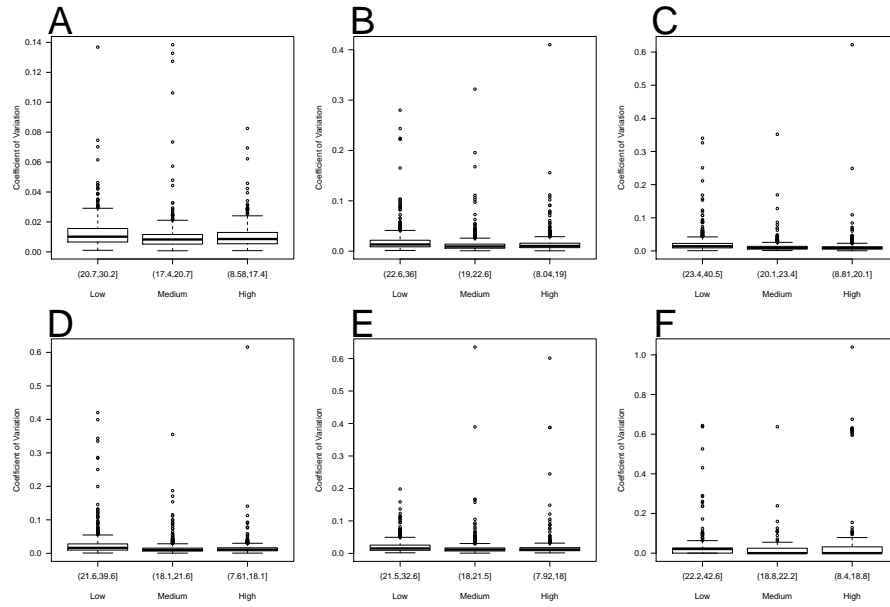 A
B
C
Coefficient of Variation
0.14
0.12
0.10
0.08
0.06
0.04
0.02
0.00
(20.7,30.2]
(17.4,20.7]
(8.58,17.4]
Low
Medium
High
Coefficient of Variation
0.4
0.3
0.2
0.1
0.0
(22.6,36]
(19,22.6]
(8.04,19]
Low
Medium
High
Coefficient of Variation
0.6
0.5
0.4
0.3
0.2
0.1
0.0
(23.4,40.5]
(20.1,23.4]
(8.81,20.1]
Low
Medium
High
D
E
F
Coefficient of Variation
0.6
0.5
0.4
0.3
0.2
0.1
0.0
(21.6,39.6]
(18.1,21.6]
(7.61,18.1]
Low
Medium
High
Coefficient of Variation
0.6
0.5
0.4
0.3
0.2
0.1
0.0
(21.5,32.6]
(18,21.5]
(7.92,18]
Low
Medium
High
Coefficient of Variation
1.0
0.8
0.6
0.4
0.2
0.0
(22.2,42.6]
(18.8,22.2]
(8.4,18.8]
Low
Medium
High